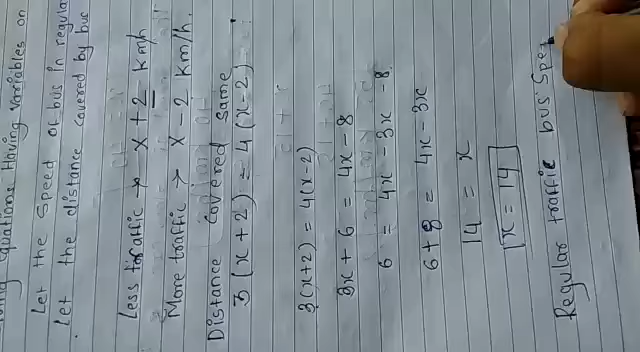 Equations Having variables on
Let the speed of bus in regula
Let the distance covered by bus
Less traffic → x + 2 km/h
More traffic → x - 2 km/h.
Distance covered same
3 (x + 2) = 4 (x - 2)
3(x+2) = 4(x-2)
3x + 6 = 4x - 8
6 = 4x - 3x - 8
6 + 8 = 4x - 3x
14 = x
x = 14
Regular traffic bus Spe